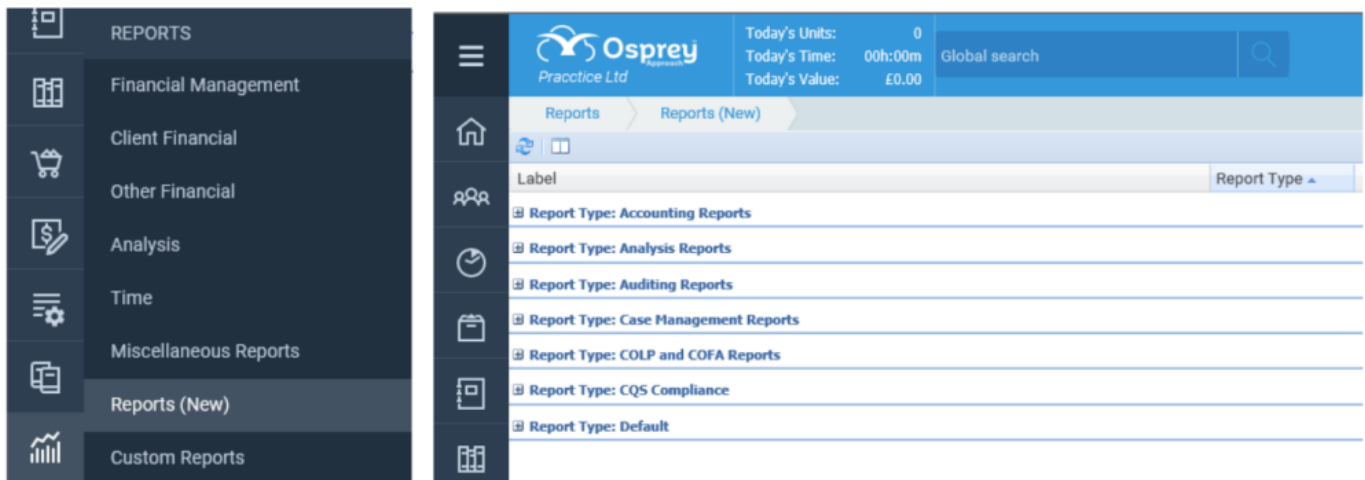 REPORTS
Financial Management
Client Financial
Other Financial
Analysis
Time
Miscellaneous Reports
Reports (New)
Custom Reports
Osprey
Approach
Pracctice Ltd
Today's Units: 0
Today's Time: 00h:00m
Today's Value: £0.00
Global search
Reports Reports (New)
Label Report Type
Report Type: Accounting Reports
Report Type: Analysis Reports
Report Type: Auditing Reports
Report Type: Case Management Reports
Report Type: COLP and COFA Reports
Report Type: CQS Compliance
Report Type: Default